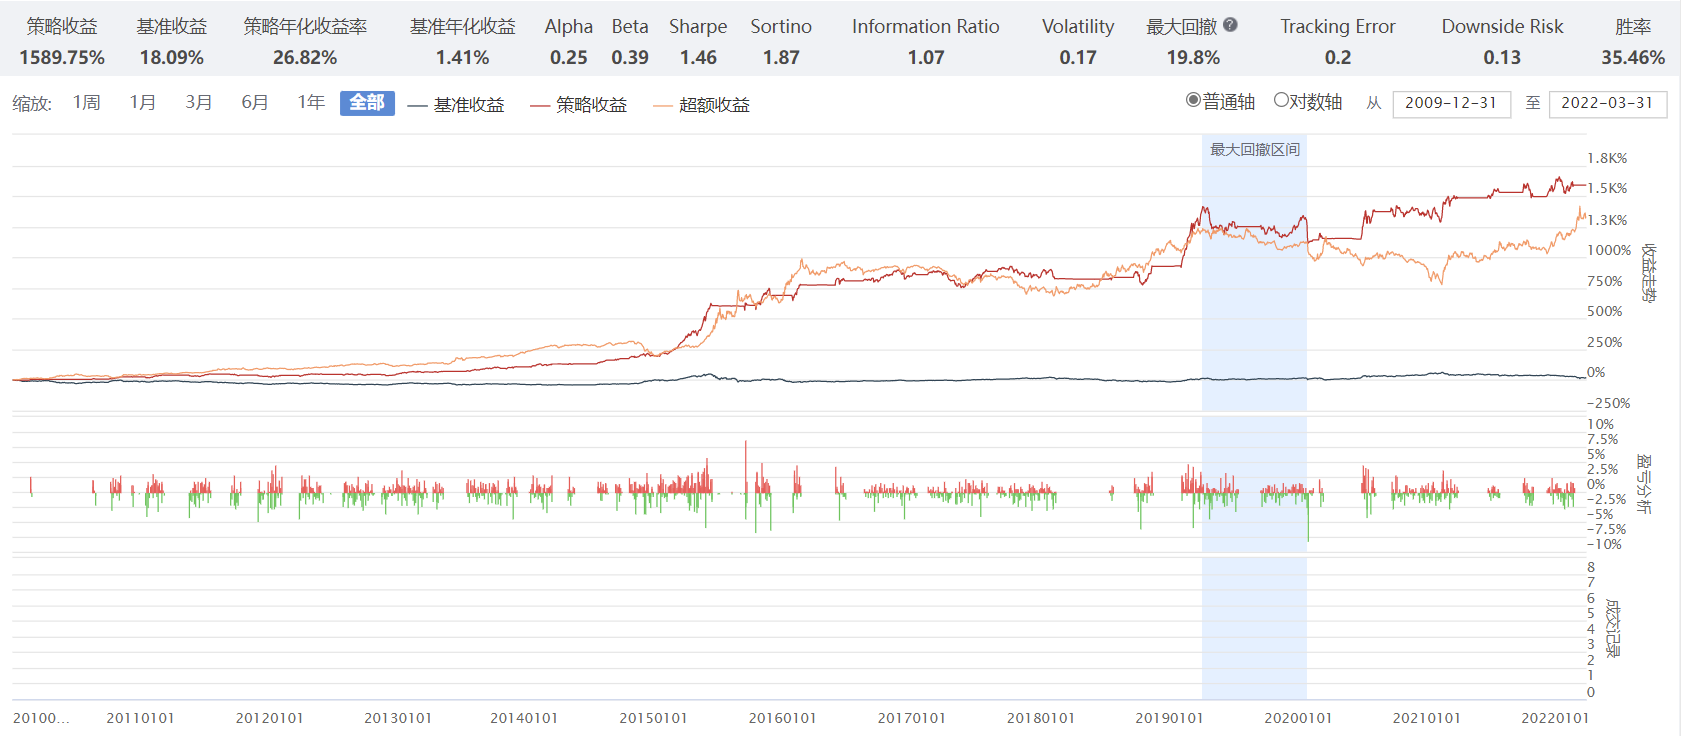 策略收益 基准收益 策略年化收益率 基准年化收益 Alpha Beta Sharpe Sortino Information Ratio Volatility 最大回撤 ? Tracking Error Downside Risk 胜率
1589.75% 18.09% 26.82% 1.41% 0.25 0.39 1.46 1.87 1.07 0.17 19.8% 0.2 0.13 35.46%
缩放: 1周 1月 3月 6月 1年 全部 基准收益 策略收益 超额收益 普通轴 对数轴 从 2009-12-31 至 2022-03-31
最大回撤区间
1.8K%
1.5K%
1.3K%
1000%
750%
500%
250%
0%
-250%
收益走势
10%
7.5%
5%
2.5%
0%
-2.5%
-5%
-7.5%
-10%
盈亏分析
8
7
6
5
4
3
2
1
0
成交记录
20100... 20110101 20120101 20130101 20140101 20150101 20160101 20170101 20180101 20190101 20200101 20210101 20220101